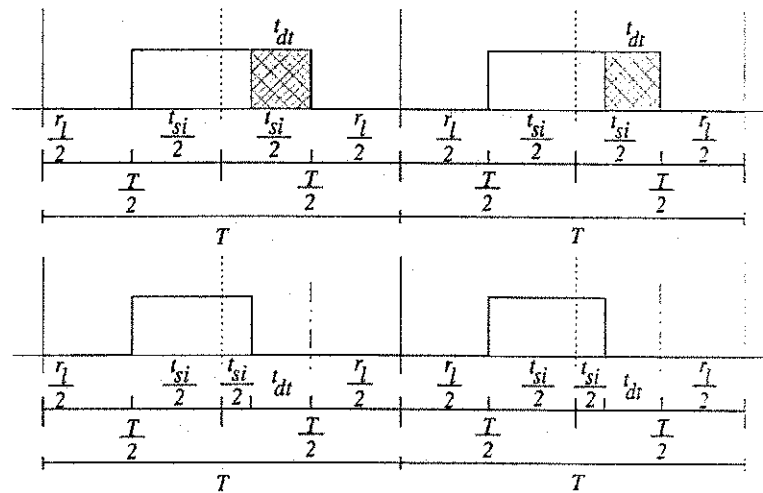 t_dt t_dt
r_l/2 t_si/2 t_si/2 r_l/2 r_l/2 t_si/2 t_si/2 r_l/2
T/2 T/2 T/2 T/2
T T
r_l/2 t_si/2 t_si/2 t_dt r_l/2 r_l/2 t_si/2 t_si/2 t_dt r_l/2
T/2 T/2 T/2 T/2
T T